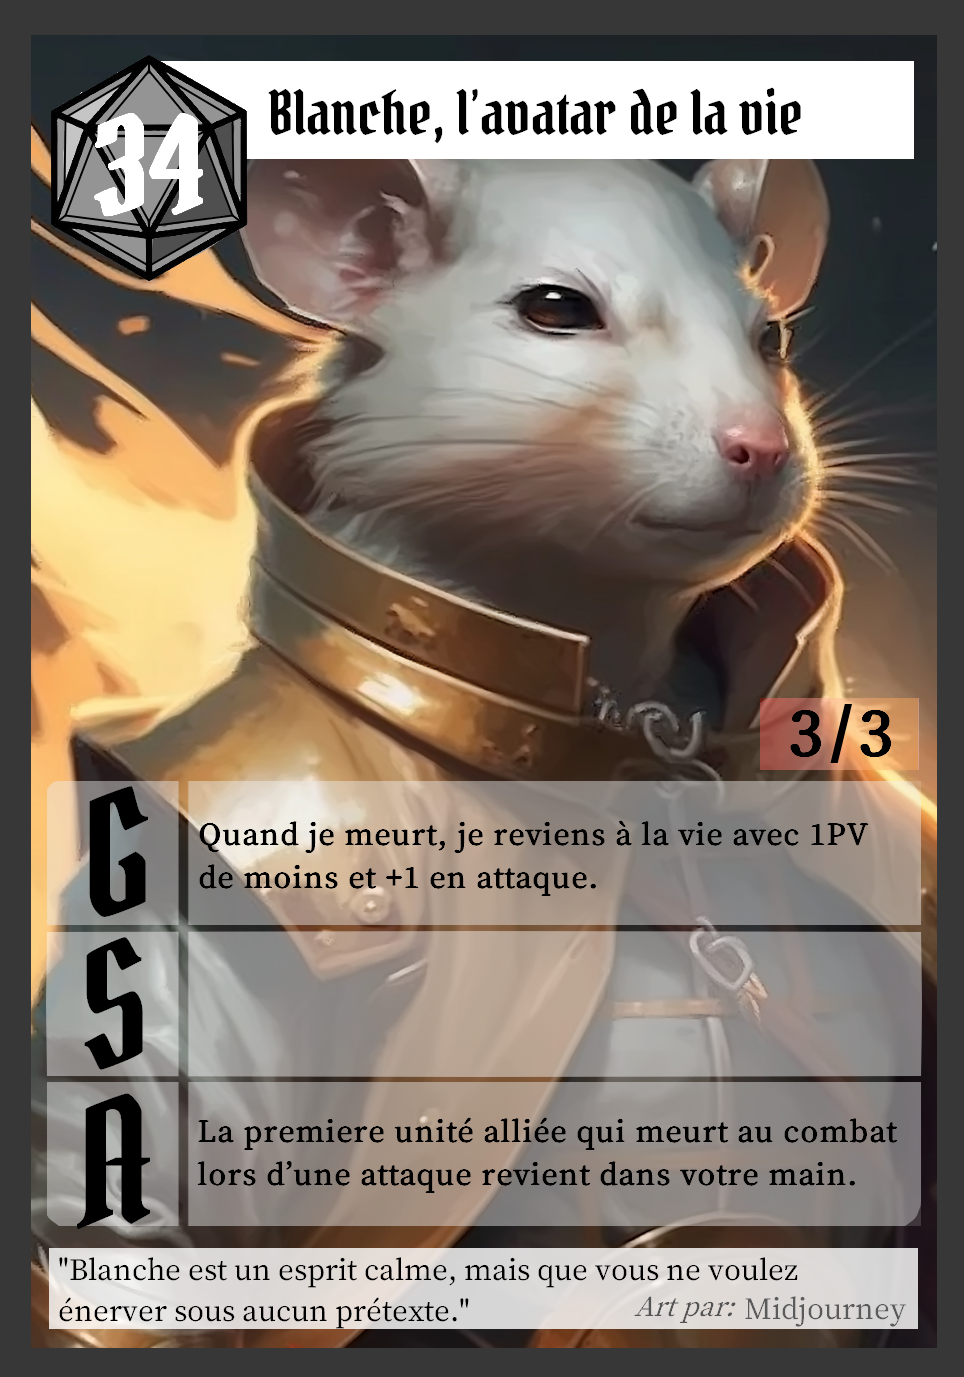 34
Blanche, l'avatar de la vie
3/3
G
Quand je meurt, je reviens à la vie avec 1PV
de moins et +1 en attaque.
S
A
La premiere unité alliée qui meurt au combat
lors d’une attaque revient dans votre main.
"Blanche est un esprit calme, mais que vous ne voulez
énerver sous aucun prétexte."
Art par: Midjourney